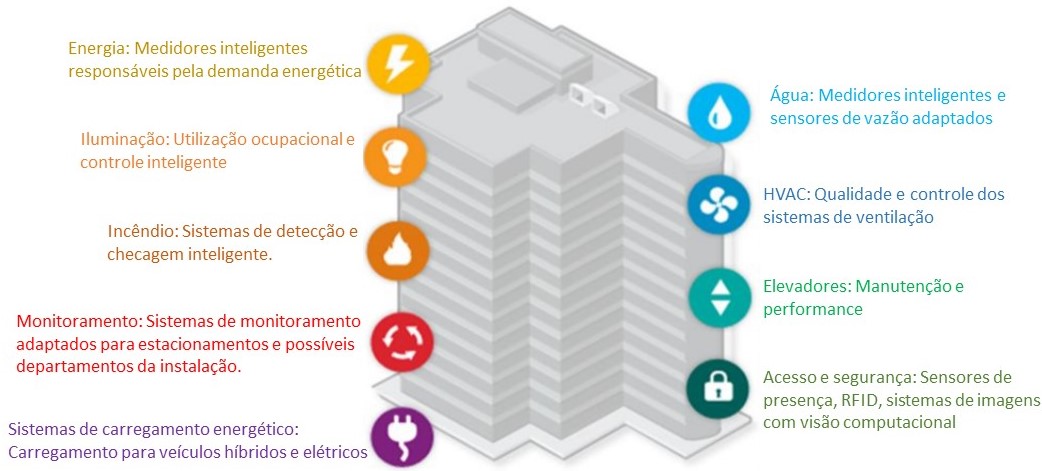 Energia: Medidores inteligentes
responsáveis pela demanda energética
Iluminação: Utilização ocupacional e
controle inteligente
Incêndio: Sistemas de detecção e
checagem inteligente.
Monitoramento: Sistemas de monitoramento
adaptados para estacionamentos e possíveis
departamentos da instalação.
Sistemas de carregamento energético:
Carregamento para veículos híbridos e elétricos
Água: Medidores inteligentes e
sensores de vazão adaptados
HVAC: Qualidade e controle dos
sistemas de ventilação
Elevadores: Manutenção e
performance
Acesso e segurança: Sensores de
presença, RFID, sistemas de imagens
com visão computacional